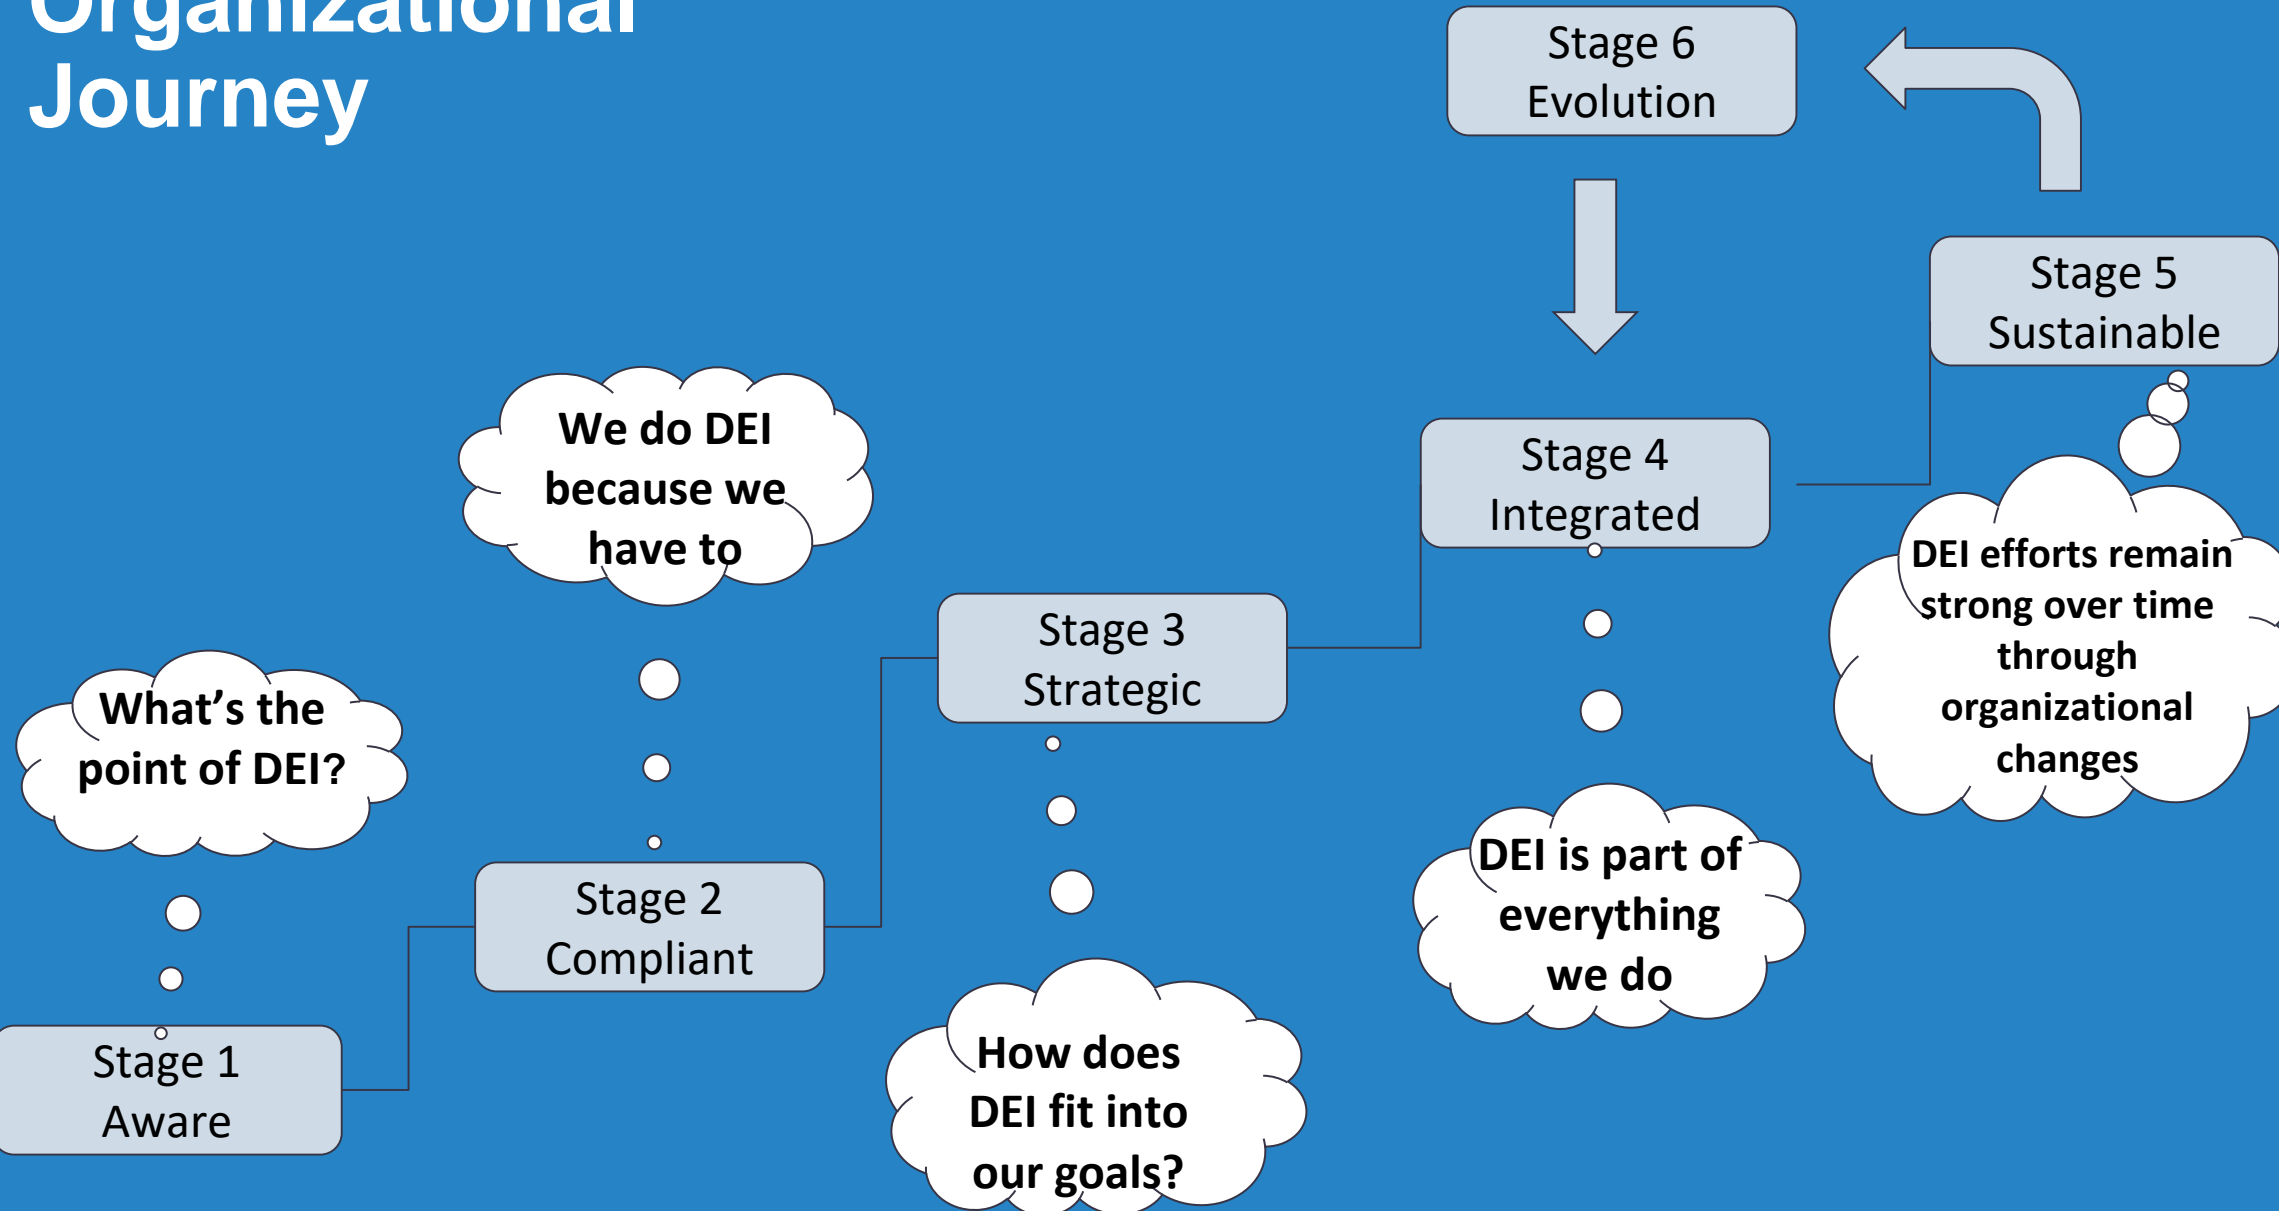 Organizational
Journey
Stage 6
Evolution
Stage 5
Sustainable
We do DEI
because we
have to
Stage 4
Integrated
DEI efforts remain
strong over time
through
organizational
changes
Stage 3
Strategic
What’s the
point of DEI?
DEI is part of
everything
we do
Stage 2
Compliant
How does
DEI fit into
our goals?
Stage 1
Aware